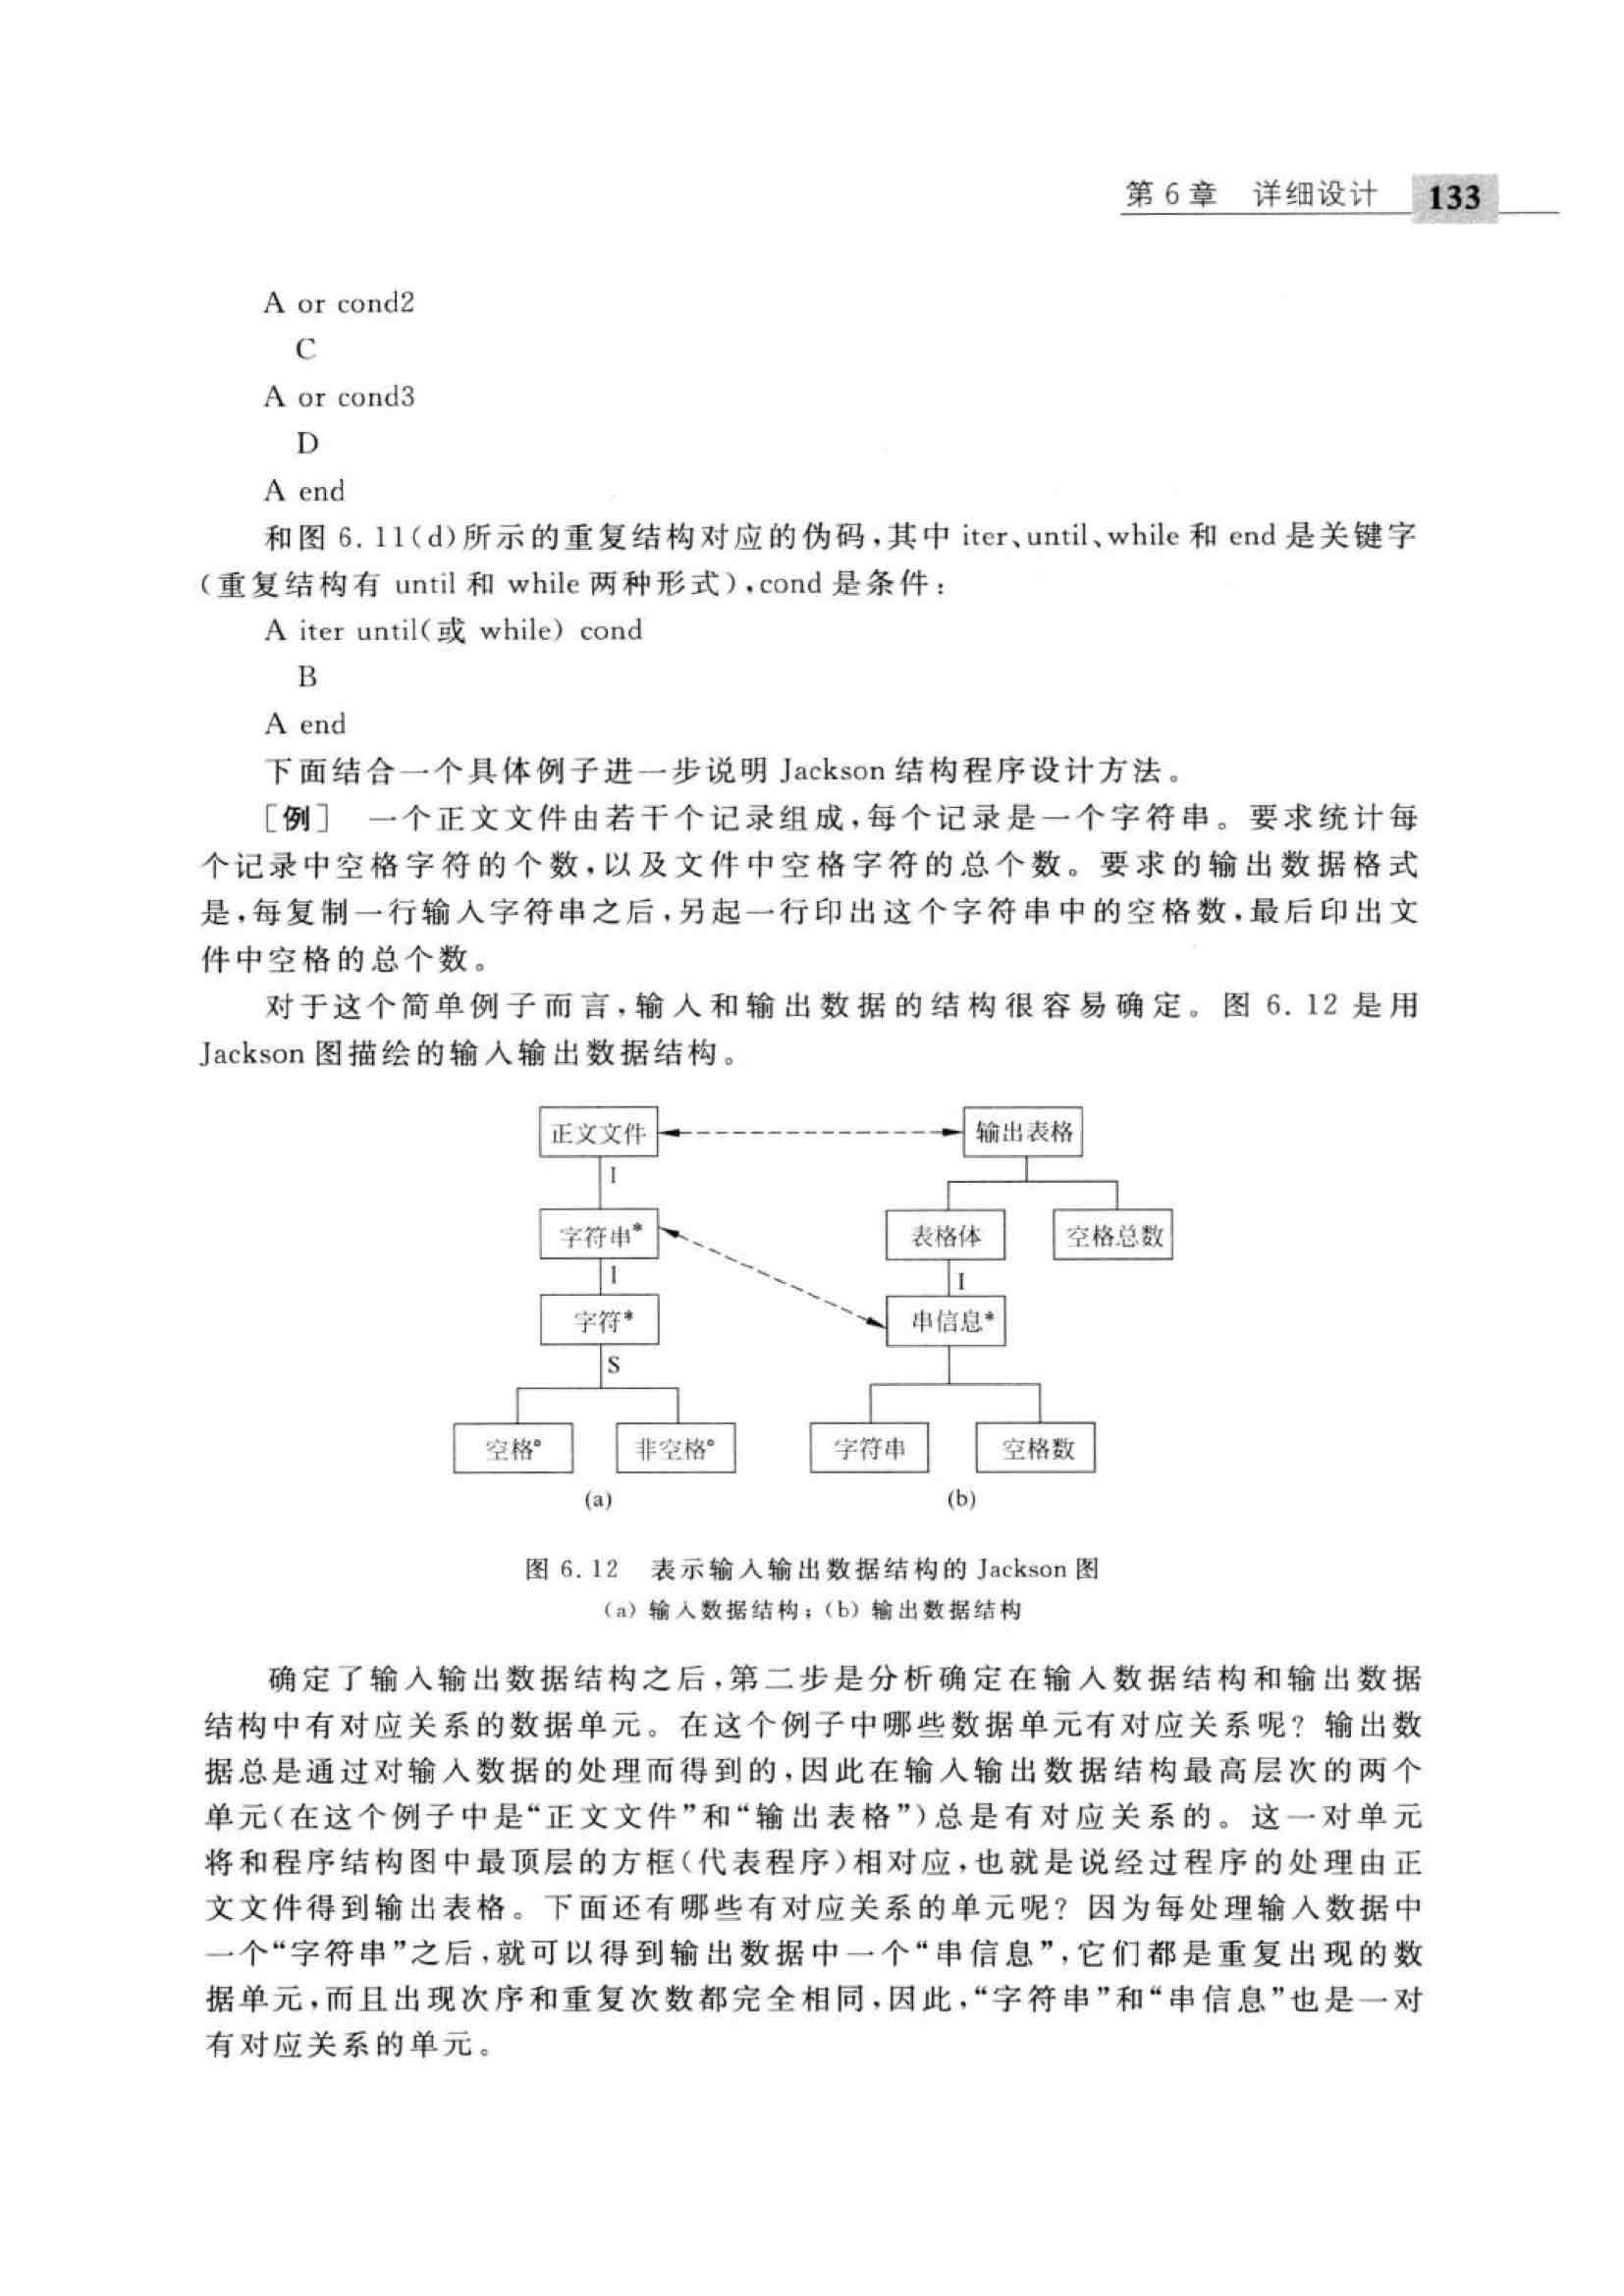 第6章 详细设计 133
A or cond2
C
A or cond3
D
A end
和图 6.11(d)所示的重复结构对应的伪码,其中 iter、until、while 和 end 是关键字
(重复结构有 until 和 while 两种形式),cond 是条件:
A iter until(或 while) cond
B
A end
下面结合一个具体例子进一步说明 Jackson 结构程序设计方法。
[例] 一个正文文件由若干个记录组成,每个记录是一个字符串。要求统计每
个记录中空格字符的个数,以及文件中空格字符的总个数。要求的输出数据格式
是,每复制一行输入字符串之后,另起一行印出这个字符串中的空格数,最后印出文
件中空格的总个数。
对于这个简单例子而言,输入和输出数据的结构很容易确定。图 6.12 是用
Jackson 图描绘的输入输出数据结构。
正文文件 输出表格
I
字符串* 表格体 空格总数
I I
字符* 串信息*
S
空格° 非空格° 字符串 空格数
(a) (b)
图 6.12 表示输入输出数据结构的 Jackson 图
(a) 输入数据结构;(b) 输出数据结构
确定了输入输出数据结构之后,第二步是分析确定在输入数据结构和输出数据
结构中有对应关系的数据单元。在这个例子中哪些数据单元有对应关系呢?输出数
据总是通过对输入数据的处理而得到的,因此在输入输出数据结构最高层次的两个
单元(在这个例子中是“正文文件”和“输出表格”)总是有对应关系的。这一对单元
将和程序结构图中最顶层的方框(代表程序)相对应,也就是说经过程序的处理由正
文文件得到输出表格。下面还有哪些有对应关系的单元呢?因为每处理输入数据中
一个“字符串”之后,就可以得到输出数据中一个“串信息”,它们都是重复出现的数
据单元,而且出现次序和重复次数都完全相同,因此,“字符串”和“串信息”也是一对
有对应关系的单元。